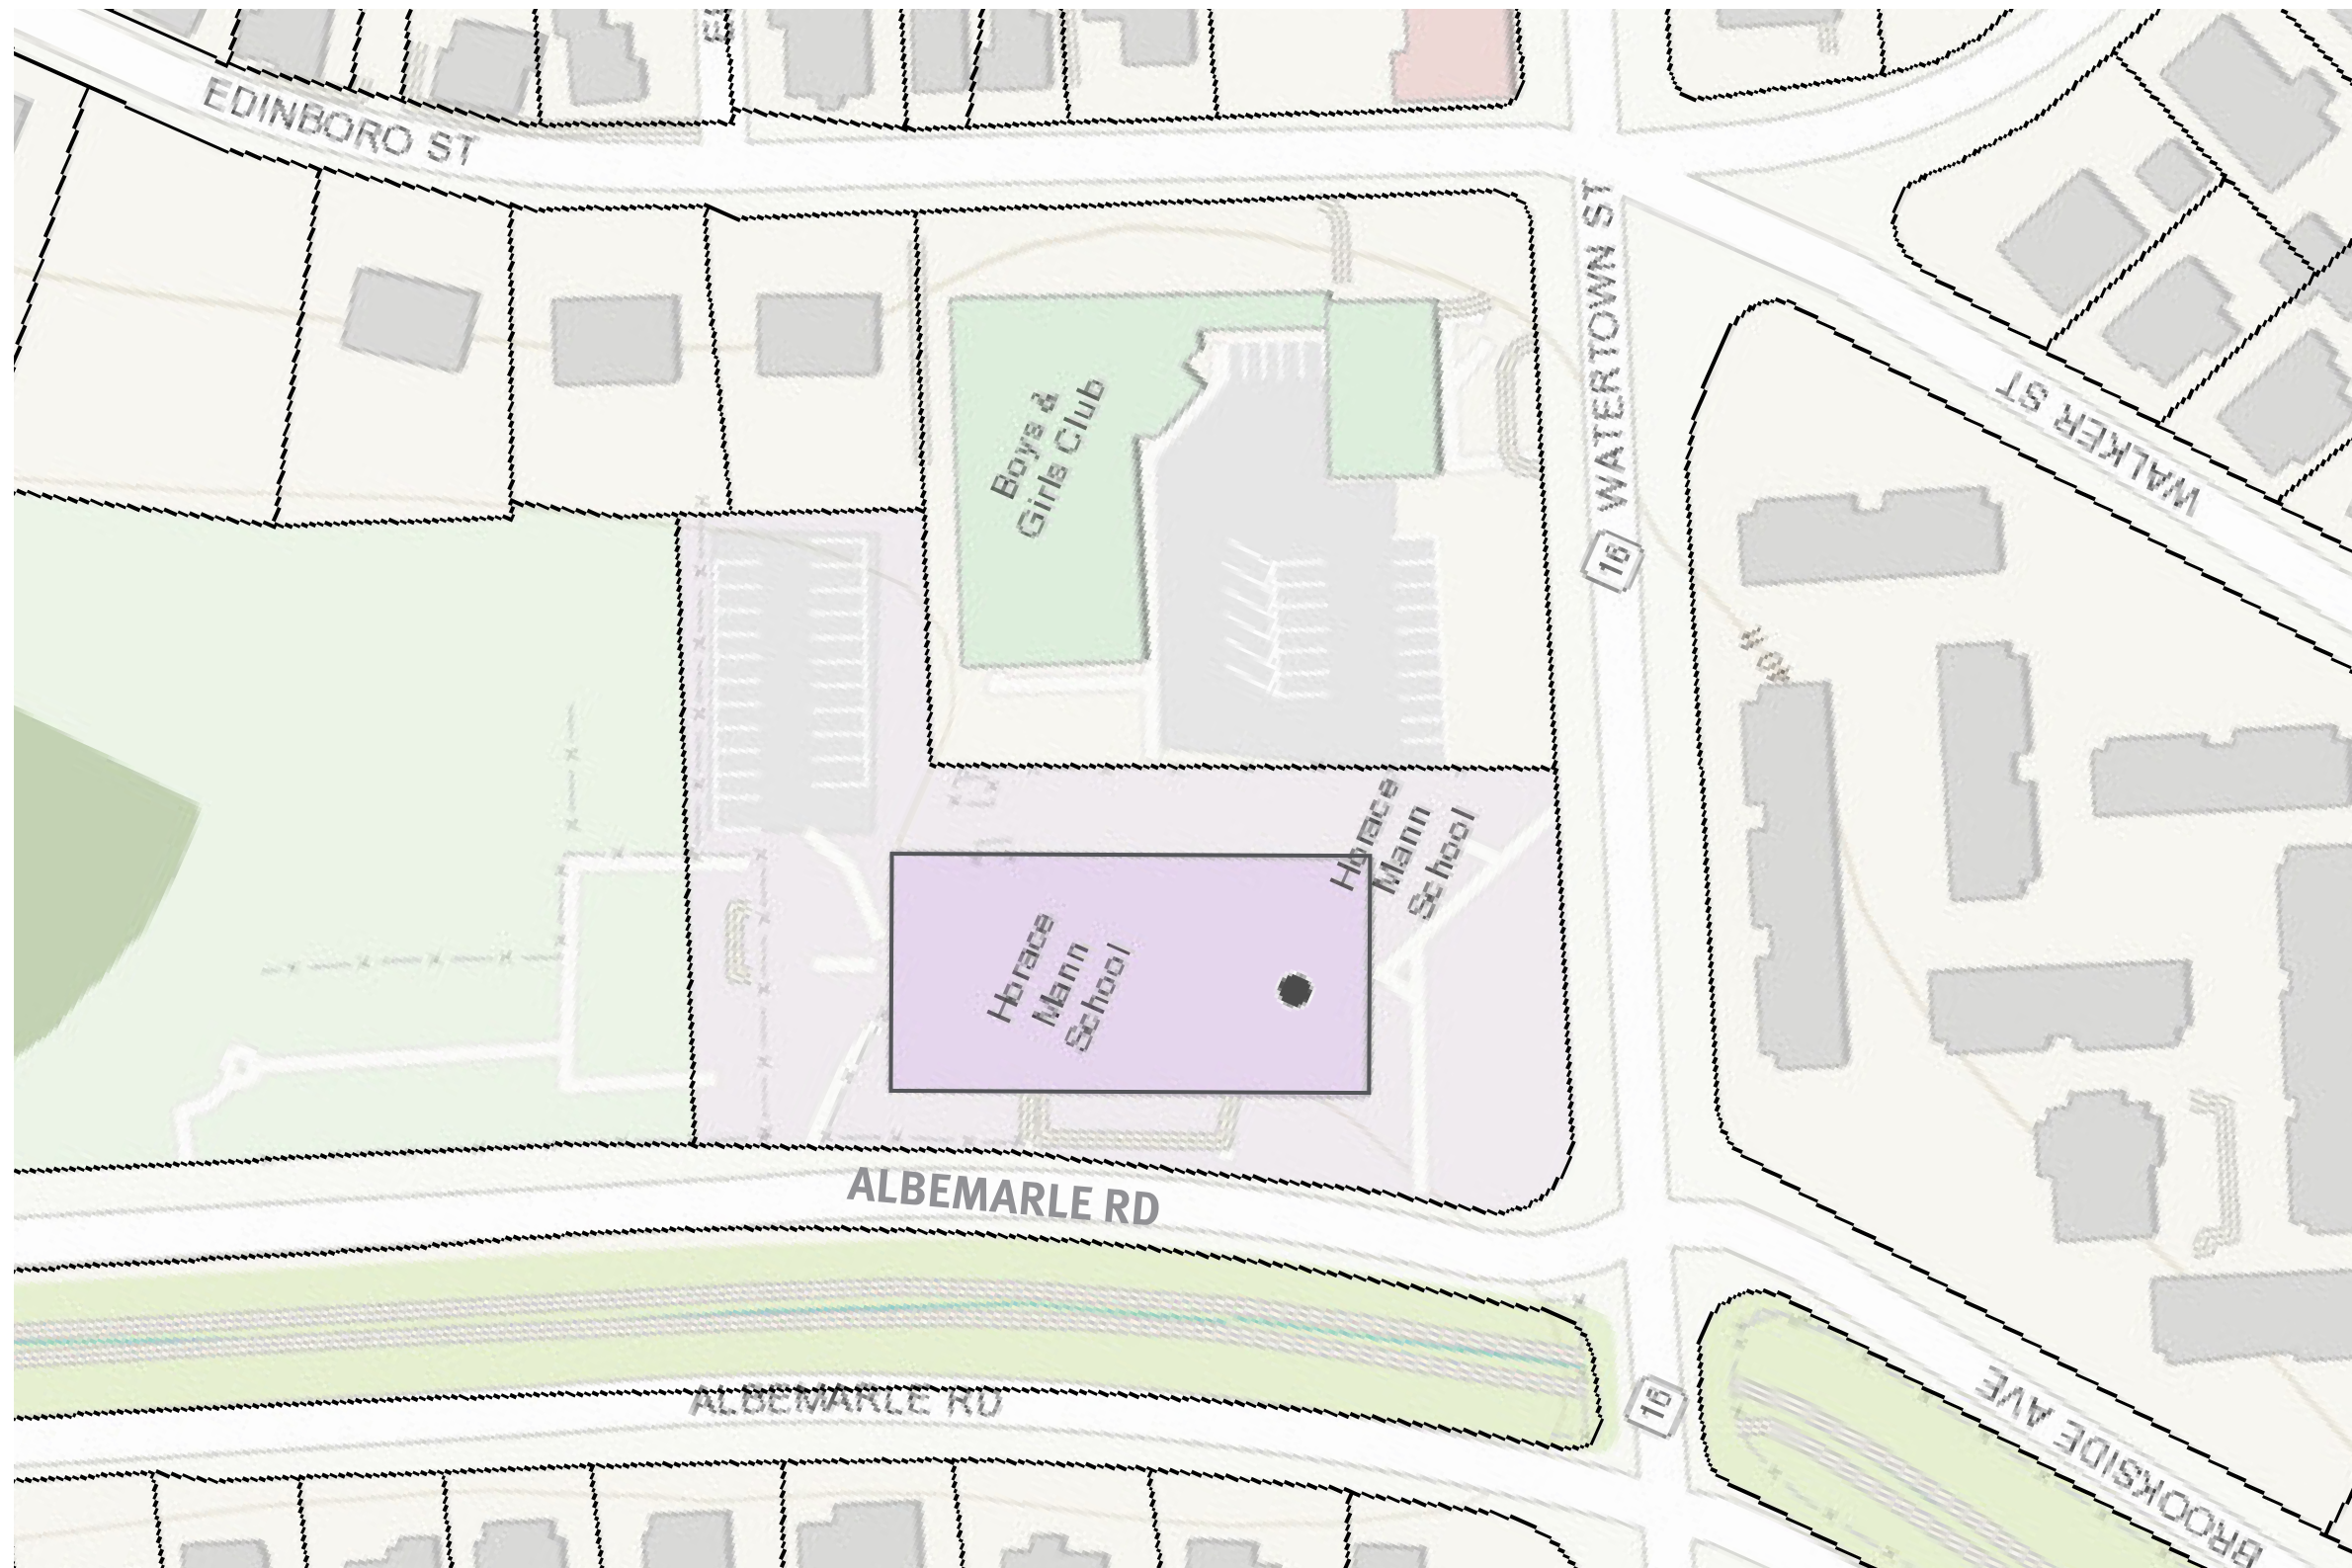 EDINBORO ST
Boys &
Girls Club
WATERTOWN ST
16
WALKER ST
Horace
Mann
School
Horace
Mann
School
ALBEMARLE RD
ALBEMARLE RD
16
BROOKSIDE AVE